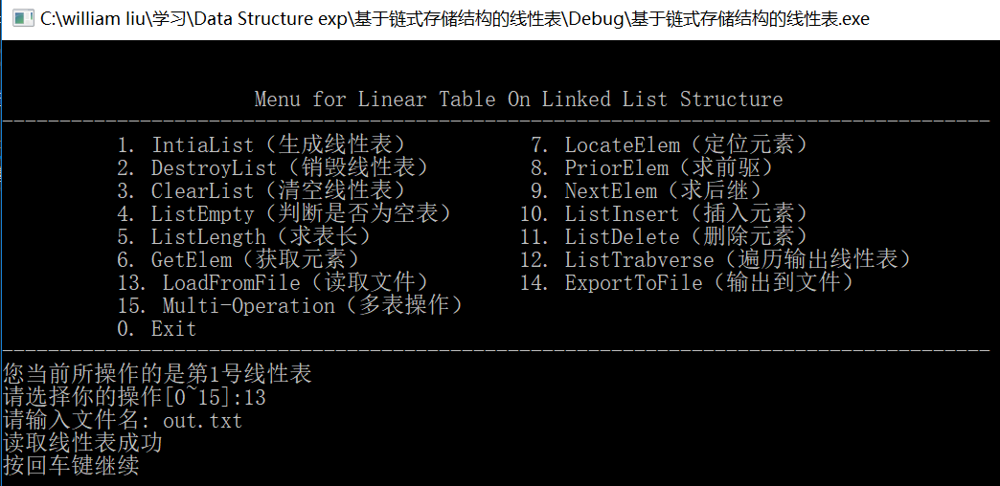 C:\william liu\学习\Data Structure exp\基于链式存储结构的线性表\Debug\基于链式存储结构的线性表.exe
Menu for Linear Table On Linked List Structure
-------------------------------------------------------------------------------------
1. IntiaList（生成线性表） 7. LocateElem（定位元素）
2. DestroyList（销毁线性表） 8. PriorElem（求前驱）
3. ClearList（清空线性表） 9. NextElem（求后继）
4. ListEmpty（判断是否为空表） 10. ListInsert（插入元素）
5. ListLength（求表长） 11. ListDelete（删除元素）
6. GetElem（获取元素） 12. ListTrabverse（遍历输出线性表）
13. LoadFromFile（读取文件） 14. ExportToFile（输出到文件）
15. Multi-Operation（多表操作）
0. Exit
-------------------------------------------------------------------------------------
您当前所操作的是第1号线性表
请选择你的操作[0~15]:13
请输入文件名: out.txt
读取线性表成功
按回车键继续